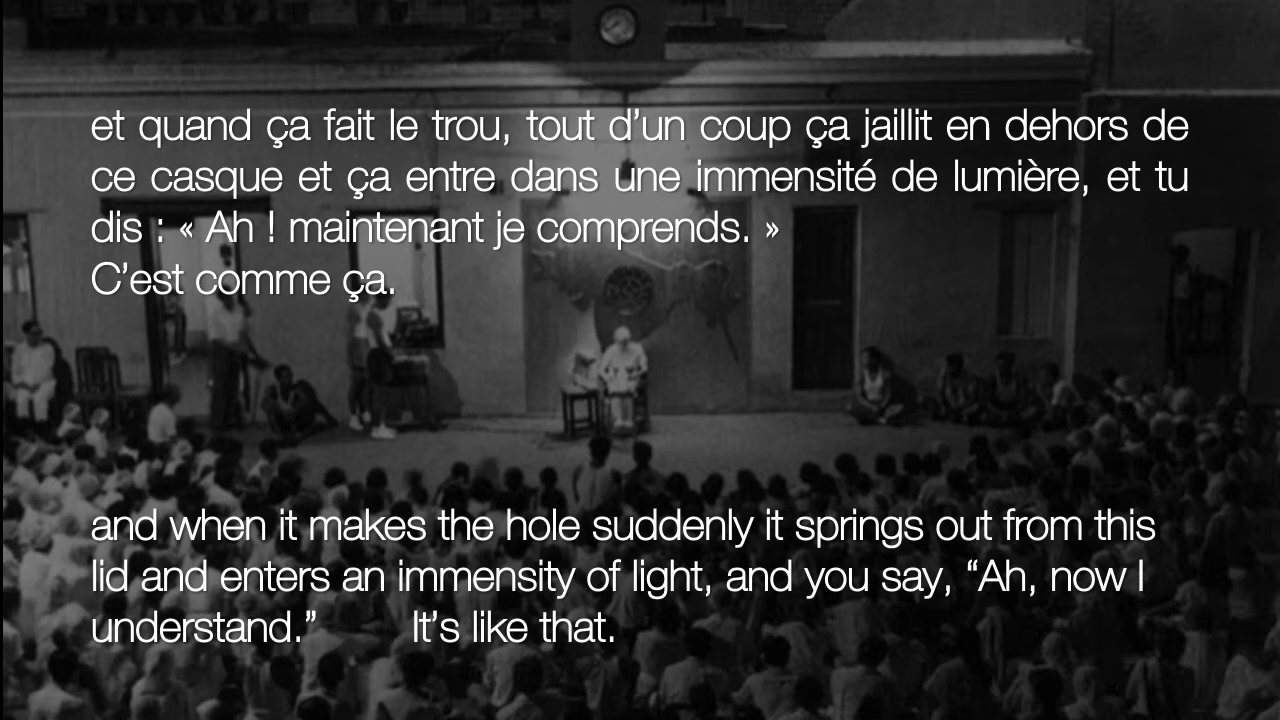 et quand ça fait le trou, tout d’un coup ça jaillit en dehors de
ce casque et ça entre dans une immensité de lumière, et tu
dis : « Ah ! maintenant je comprends. »
C’est comme ça.
and when it makes the hole suddenly it springs out from this
lid and enters an immensity of light, and you say, “Ah, now I
understand.” It’s like that.